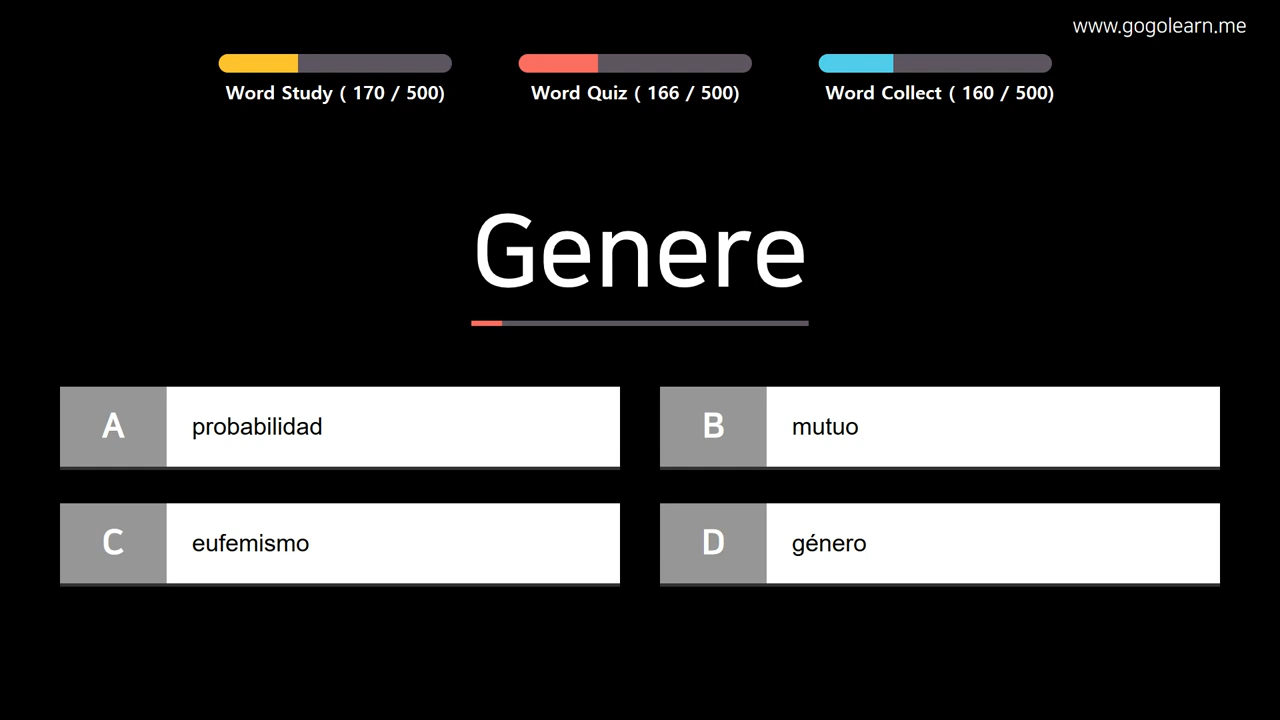 www.gogolearn.me
Word Study ( 170 / 500)
Word Quiz ( 166 / 500)
Word Collect ( 160 / 500)
Genere
A probabilidad
B mutuo
C eufemismo
D género